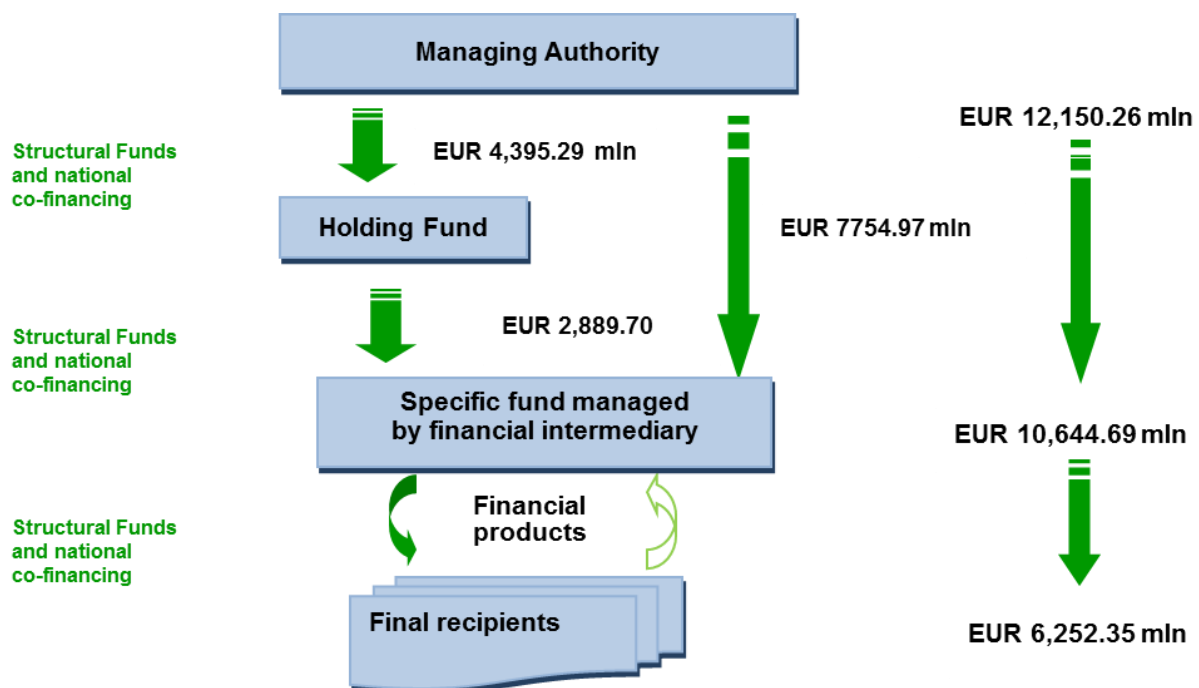 Managing Authority
EUR 12,150.26 mln
Structural Funds
and national
co-financing
EUR 4,395.29 mln
Holding Fund
EUR 7754.97 mln
Structural Funds
and national
co-financing
EUR 2,889.70
Specific fund managed
by financial intermediary
EUR 10,644.69 mln
Structural Funds
and national
co-financing
Financial
products
Final recipients
EUR 6,252.35 mln